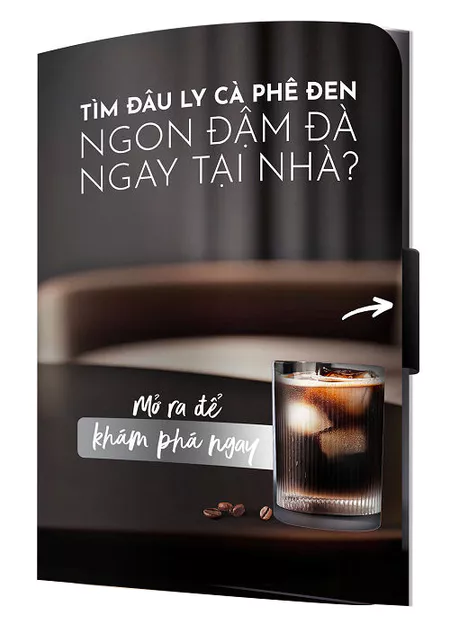 TÌM ĐÂU LY CÀ PHÊ ĐEN
NGON ĐẬM ĐÀ
NGAY TẠI NHÀ?
Mở ra để
khám phá ngay